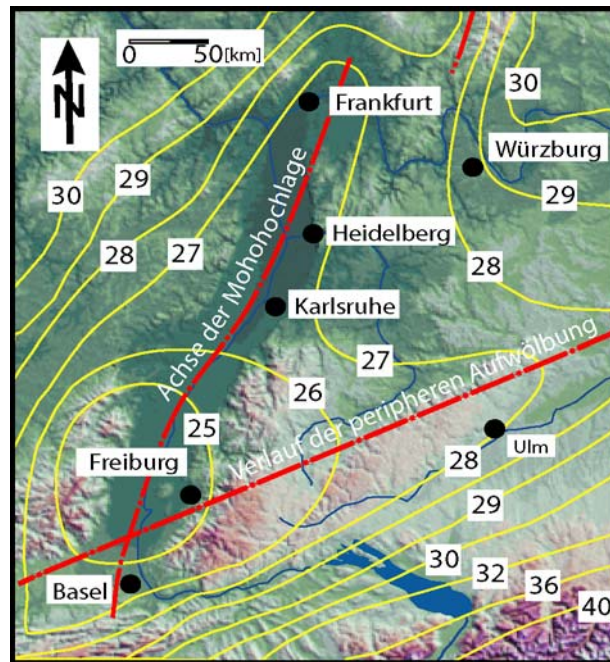 N
0 50 [km]
30
Frankfurt
30
Würzburg
29
29
30
28
27
Heidelberg
28
Achse der Mohohochlage
Karlsruhe
27
26
25
Verlauf der peripheren Aufwölbung
Freiburg
28
Ulm
29
30
Basel
32
36
40